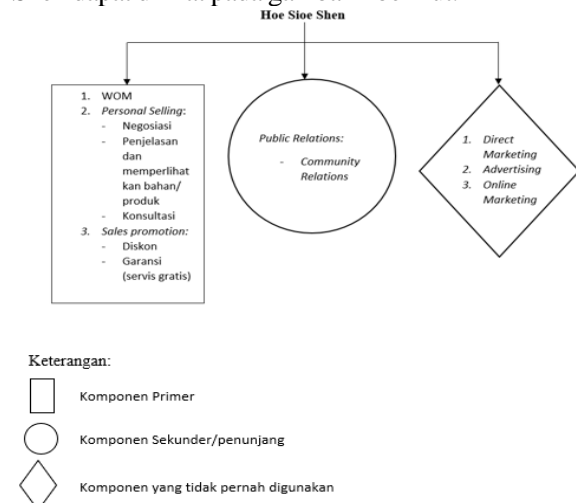 Hoe Sioe Shen
1. WOM
2. Personal Selling:
- Negosiasi
- Penjelasan
dan
memperlihat
kan bahan/
produk
- Konsultasi
3. Sales promotion:
- Diskon
- Garansi
(servis gratis)
Public Relations:
- Community
Relations
1. Direct
Marketing
2. Advertising
3. Online
Marketing
Keterangan:
Komponen Primer
Komponen Sekunder/penunjang
Komponen yang tidak pernah digunakan